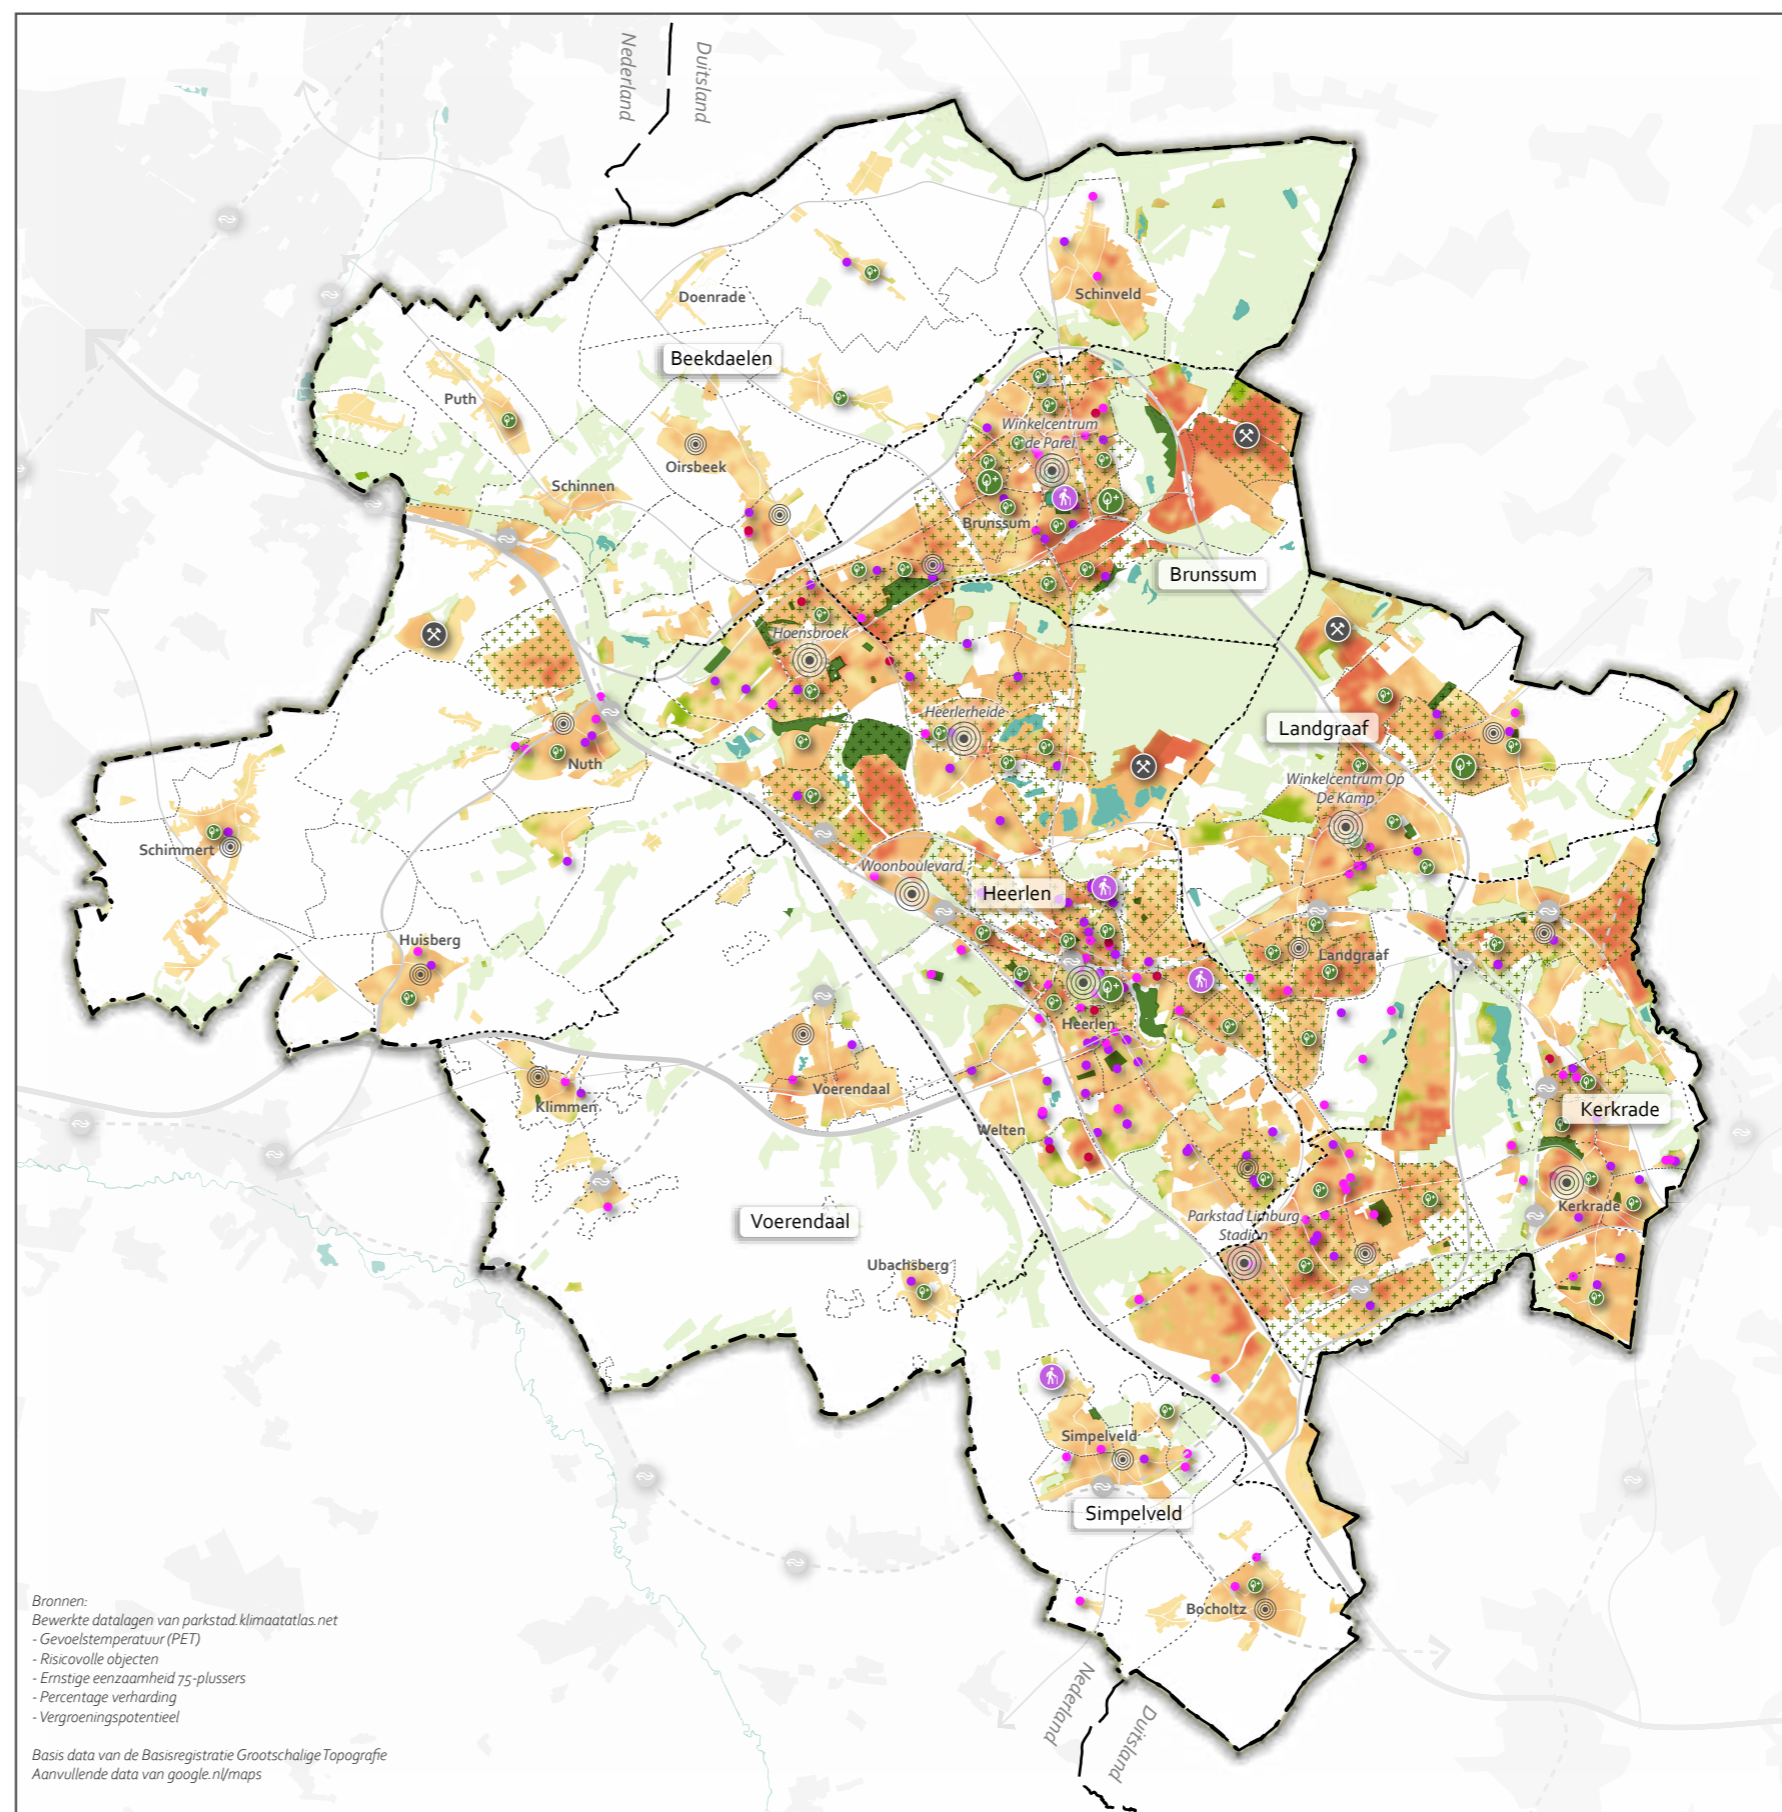 Nederland
Duitsland
Doenrade
Schinveld
Beekdaelen
Puth
Winkelcentrum
de Parel
Oirsbeek
Schinnen
Brunssum
Brunssum
Hoensbroek
Heerlerheide
Landgraaf
Nuth
Winkelcentrum Op
De Kamp
Schimmert
Woonboulevard
Heerlen
Huisberg
Landgraaf
Heerlen
Voerendaal
Klimmen
Kerkrade
Welten
Kerkrade
Voerendaal
Parkstad Limburg
Stadion
Ubachsberg
Simpelveld
Simpelveld
Bocholtz
Nederland
Duitsland
Bronnen:
Bewerkte datalagen van parkstad.klimaatatlas.net
- Gevoelstemperatuur (PET)
- Risicovolle objecten
- Ernstige eenzaamheid 75-plussers
- Percentage verharding
- Vergroeningspotentieel
Basis data van de Basisregistratie Grootschalige Topografie
Aanvullende data van google.nl/maps